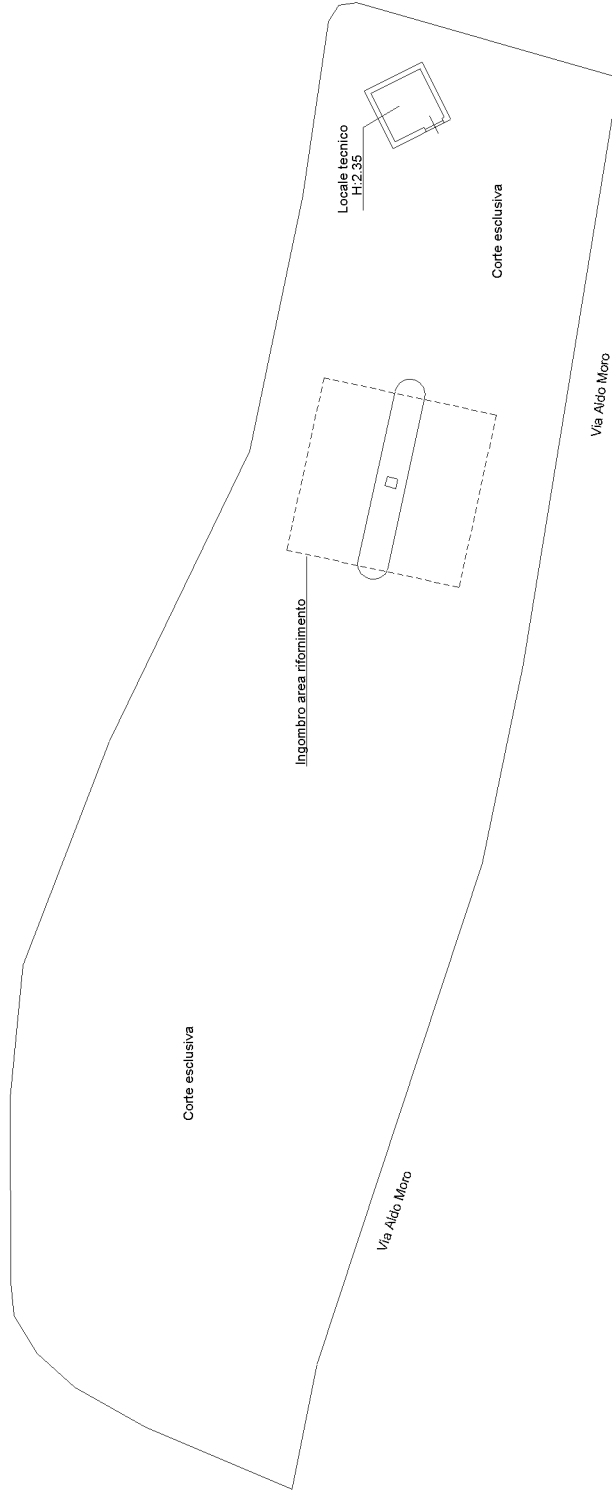 Locale tecnico
H:2.35
Corte esclusiva
Via Aldo Moro
Ingombro area rifornimento
Corte esclusiva
Via Aldo Moro